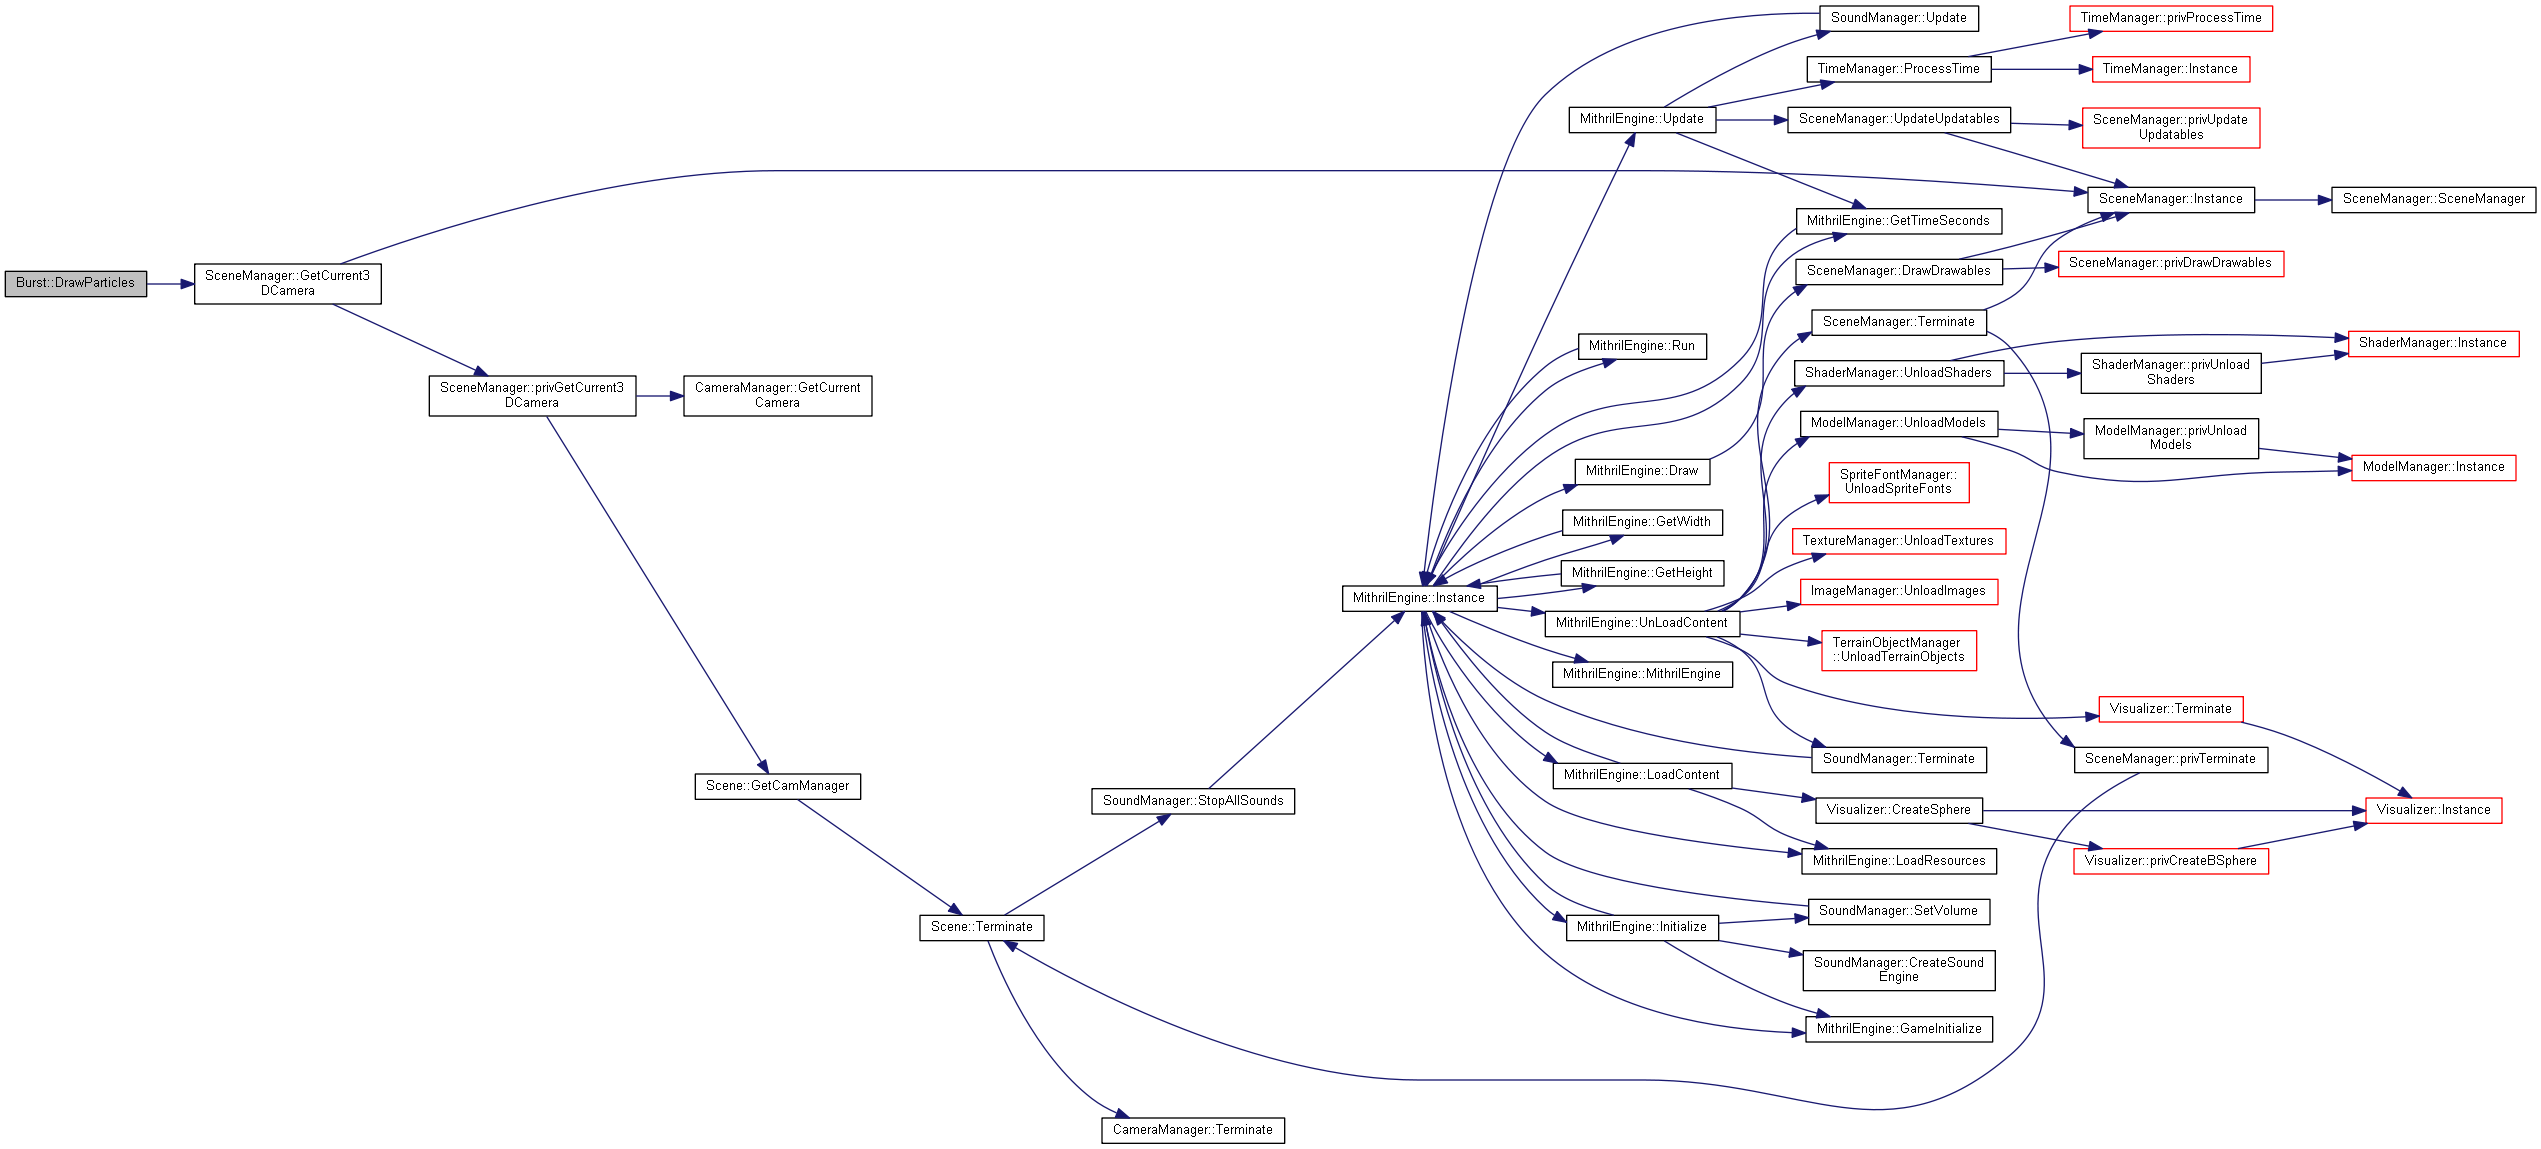 Burst::DrawParticles
SceneManager::GetCurrent3
DCamera
SceneManager::privGetCurrent3
DCamera
CameraManager::GetCurrent
Camera
Scene::GetCamManager
Scene::Terminate
SoundManager::StopAllSounds
CameraManager::Terminate
MithrilEngine::Instance
MithrilEngine::Update
MithrilEngine::Run
MithrilEngine::Draw
MithrilEngine::GetWidth
MithrilEngine::GetHeight
MithrilEngine::UnLoadContent
MithrilEngine::MithrilEngine
MithrilEngine::LoadContent
MithrilEngine::Initialize
SoundManager::Update
TimeManager::ProcessTime
SceneManager::UpdateUpdatables
MithrilEngine::GetTimeSeconds
SceneManager::DrawDrawables
SceneManager::Terminate
ShaderManager::UnloadShaders
ModelManager::UnloadModels
SpriteFontManager::
UnloadSpriteFonts
TextureManager::UnloadTextures
ImageManager::UnloadImages
TerrainObjectManager
::UnloadTerrainObjects
SoundManager::Terminate
Visualizer::CreateSphere
MithrilEngine::LoadResources
SoundManager::SetVolume
SoundManager::CreateSound
Engine
MithrilEngine::GameInitialize
TimeManager::privProcessTime
TimeManager::Instance
SceneManager::privUpdate
Updatables
SceneManager::Instance
SceneManager::privDrawDrawables
ShaderManager::privUnload
Shaders
ModelManager::privUnload
Models
Visualizer::Terminate
SceneManager::privTerminate
Visualizer::privCreateBSphere
SceneManager::SceneManager
ShaderManager::Instance
ModelManager::Instance
Visualizer::Instance